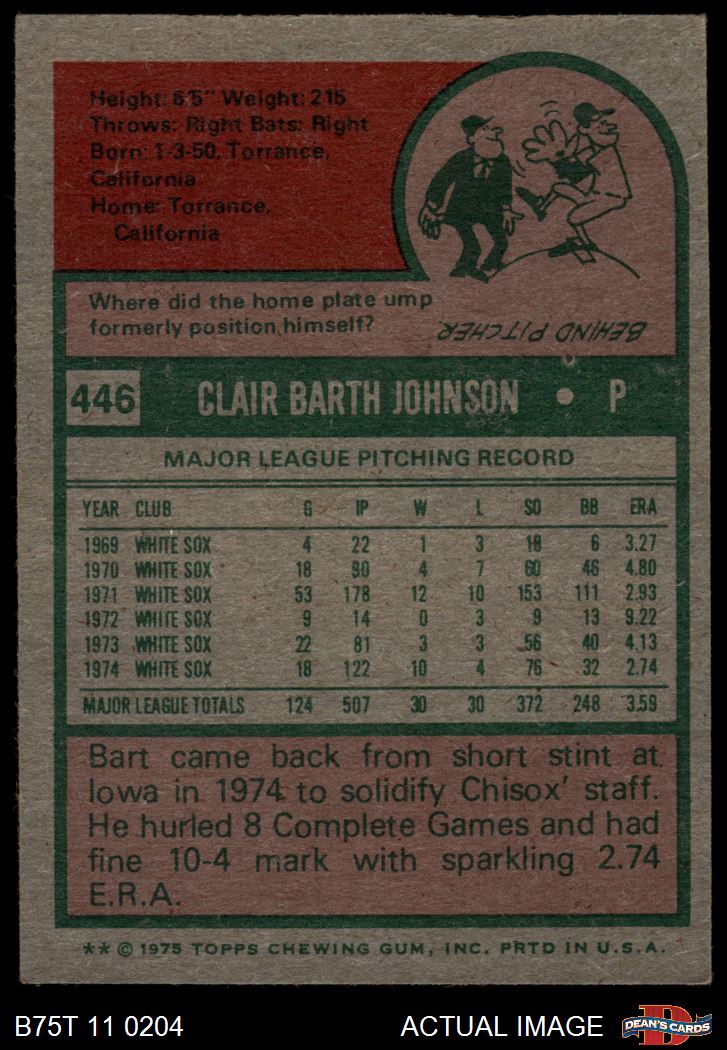 Height: 6'5" Weight: 215
Throws: Right Bats: Right
Born: 1-3-50, Torrance,
California
Home: Torrance,
California
Where did the home plate ump
formerly position himself?
BEHIND PITCHER.
446 CLAIR BARTH JOHNSON • P
MAJOR LEAGUE PITCHING RECORD
YEAR CLUB G IP W L SO BB ERA
1969 WHITE SOX 4 22 1 3 18 6 3.27
1970 WHITE SOX 18 90 4 7 60 46 4.80
1971 WHITE SOX 53 178 12 10 153 111 2.93
1972 WHITE SOX 9 14 0 3 9 13 9.22
1973 WHITE SOX 22 81 3 3 56 40 4.13
1974 WHITE SOX 18 122 10 4 76 32 2.74
MAJOR LEAGUE TOTALS 124 507 30 30 372 248 3.59
Bart came back from short stint at
Iowa in 1974 to solidify Chisox' staff.
He hurled 8 Complete Games and had
fine 10-4 mark with sparkling 2.74
E.R.A.
** © 1975 TOPPS CHEWING GUM, INC. PRTD IN U.S.A.
B75T 11 0204 ACTUAL IMAGE D DEAN'S CARDS